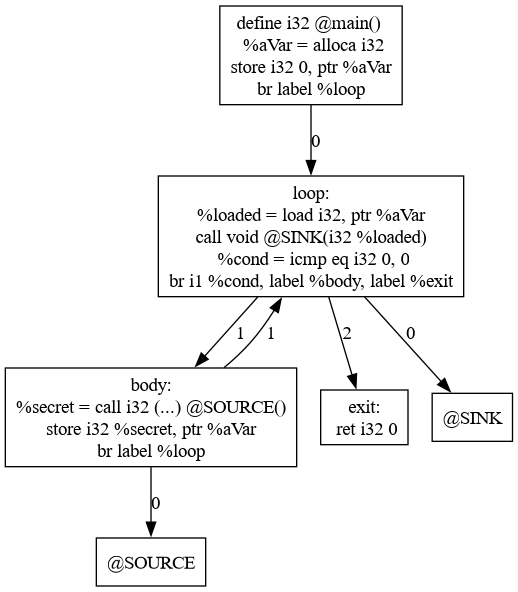 define i32 @main()
%aVar = alloca i32
store i32 0, ptr %aVar
br label %loop
0
loop:
%loaded = load i32, ptr %aVar
call void @SINK(i32 %loaded)
%cond = icmp eq i32 0, 0
br i1 %cond, label %body, label %exit
1
1
2
0
body:
%secret = call i32 (...) @SOURCE()
store i32 %secret, ptr %aVar
br label %loop
exit:
ret i32 0
@SINK
0
@SOURCE